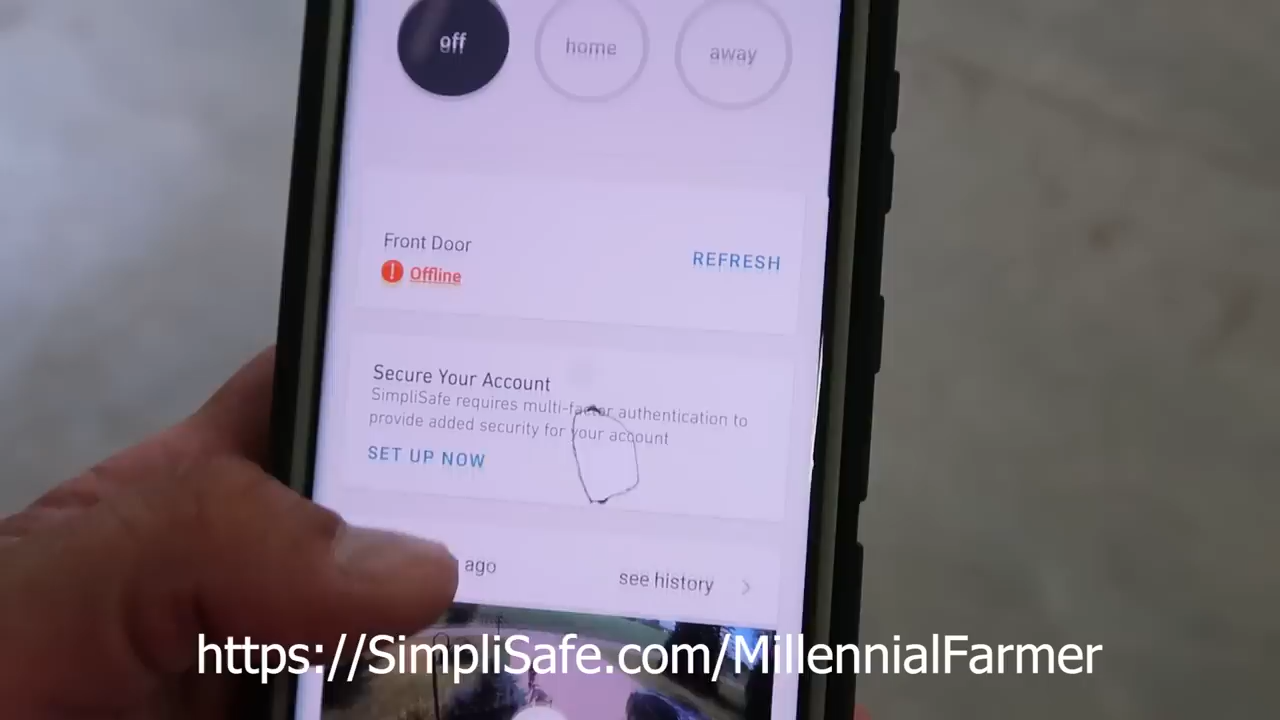 off
home
away
Front Door
REFRESH
Offline
Secure Your Account
SimpliSafe requires multi-factor authentication to
provide added security for your account
SET UP NOW
ago
see history
https://SimpliSafe.com/MillennialFarmer